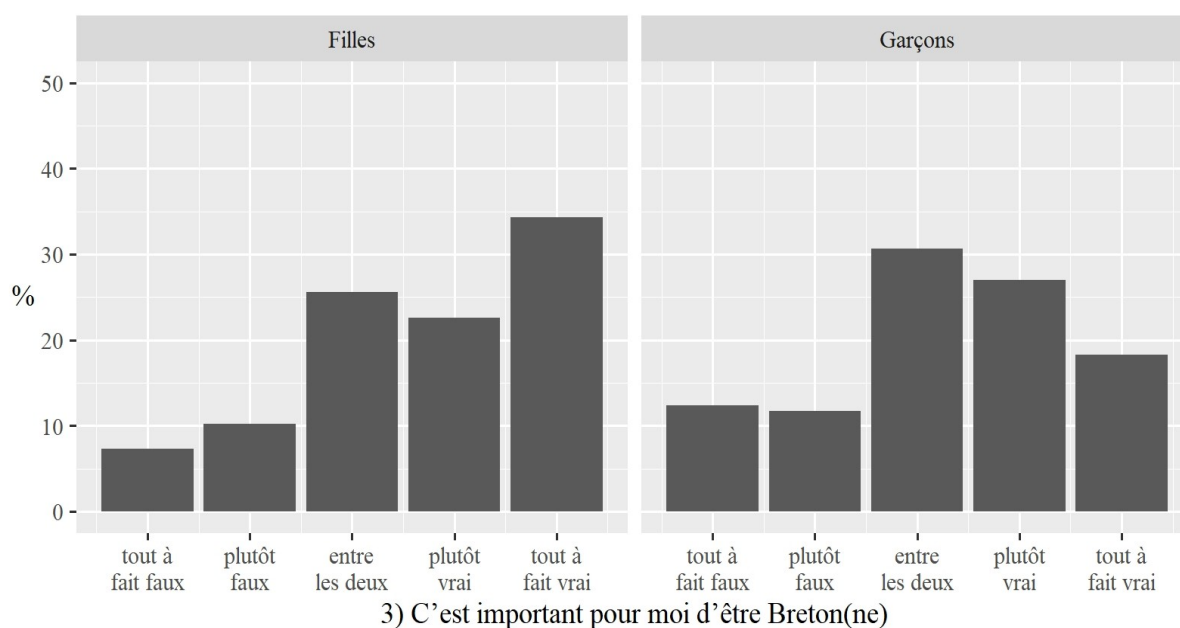 Filles
Garçons
50
40
30
20
10
0
%
tout à
fait faux
plutôt
faux
entre
les deux
plutôt
vrai
tout à
fait vrai
tout à
fait faux
plutôt
faux
entre
les deux
plutôt
vrai
tout à
fait vrai
3) C’est important pour moi d’être Breton(ne)